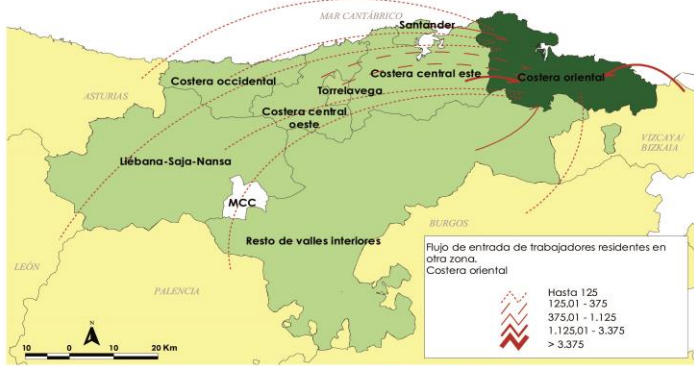 MAR CANTÁBRICO
Santander
Costera occidental
Costera central este
Costera oriental
ASTURIAS
Torrelavega
Costera central
oeste
VIZCAYA/
BIZKAIA
Liébana-Saja-Nansa
MCC
BURGOS
Resto de valles interiores
LEÓN
PALENCIA
Flujo de entrada de trabajadores residentes en
otra zona.
Costera oriental
Hasta 125
125,01 - 375
375,01 - 1.125
1.125,01 - 3.375
> 3.375
N
10 0 10 20 Km